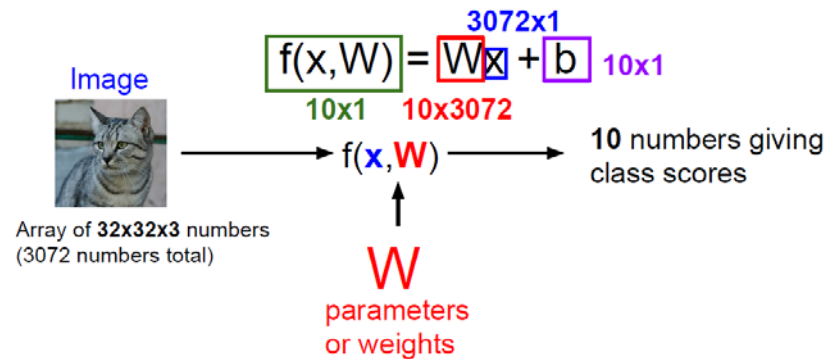 3072x1
f(x,W) = Wx + b 10x1
10x1 10x3072
Image
f(x,W)
10 numbers giving
class scores
Array of 32x32x3 numbers
(3072 numbers total)
W
parameters
or weights